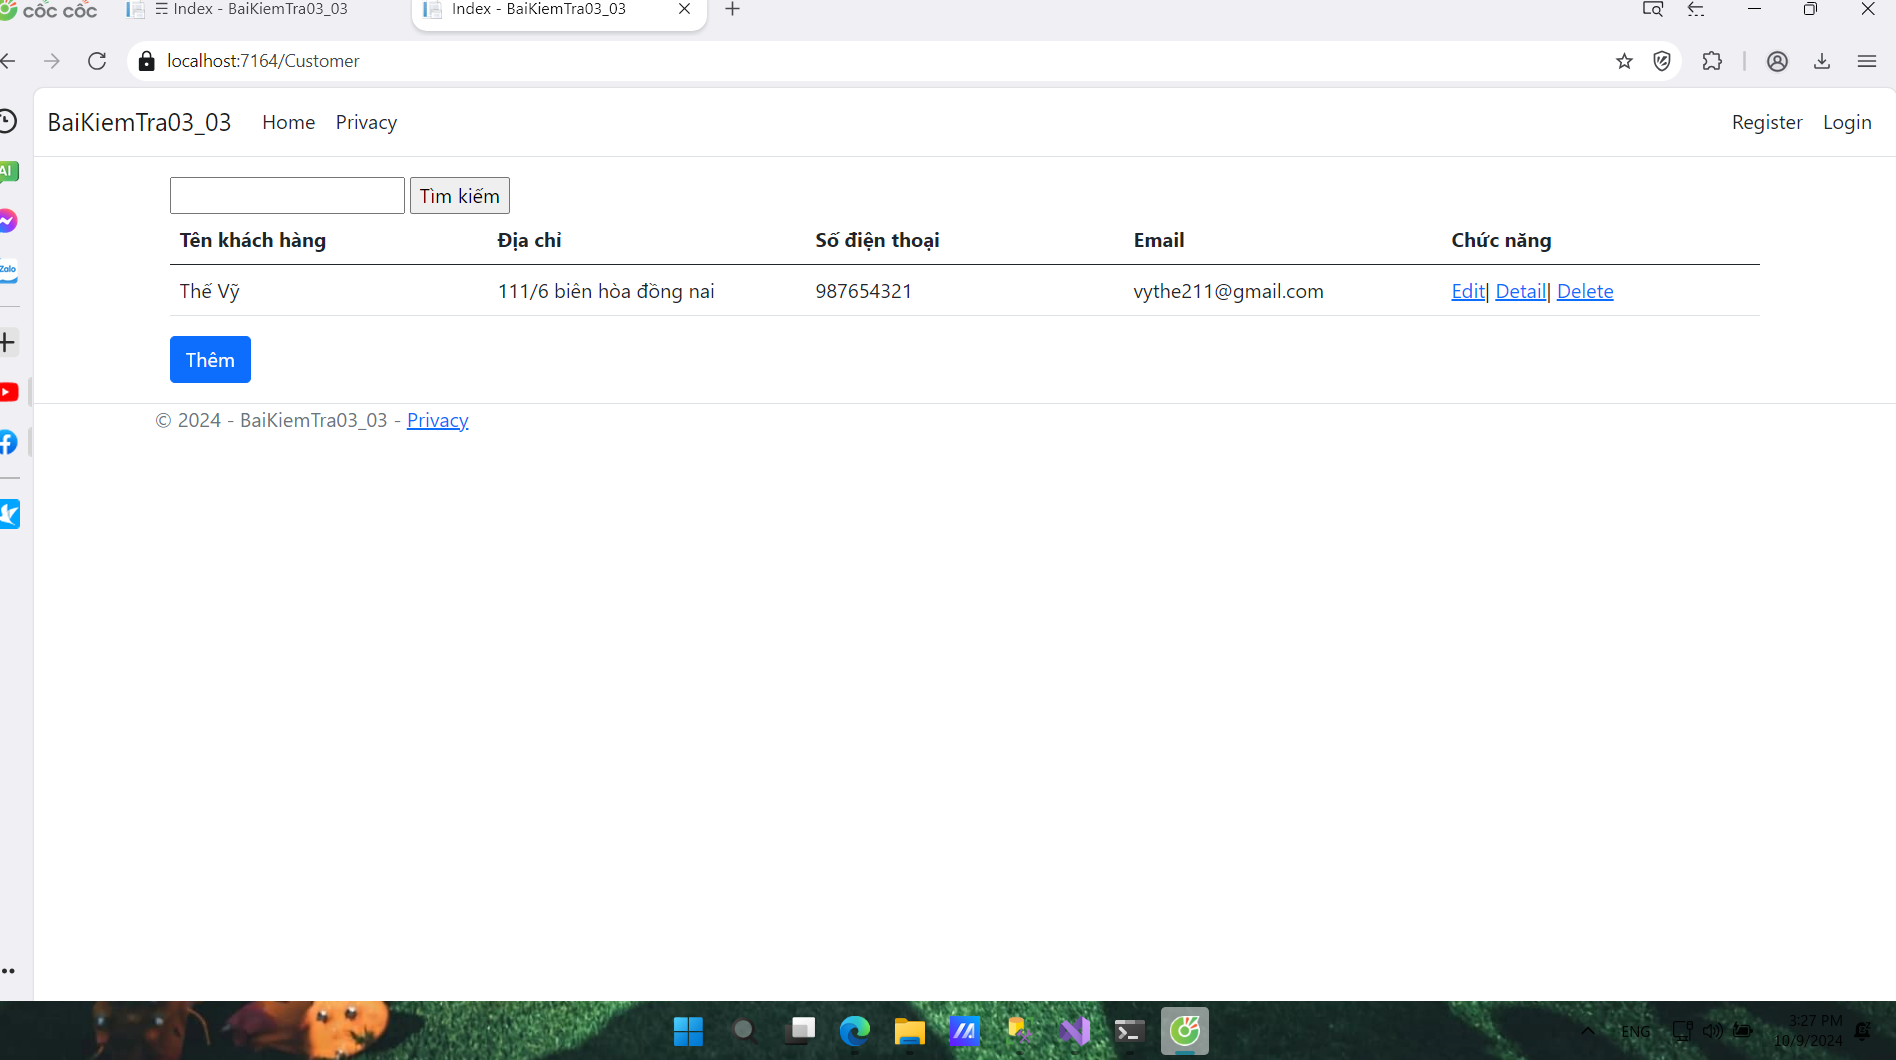 cốc cốc
Index - BaiKiemTra03_03
Index - BaiKiemTra03_03
localhost:7164/Customer
BaiKiemTra03_03 Home Privacy Register Login
AI
Tìm kiếm
Zalo
Tên khách hàng Địa chỉ Số điện thoại Email Chức năng
Thế Vỹ 111/6 biên hòa đồng nai 987654321 vythe211@gmail.com Edit| Detail| Delete
Thêm
© 2024 - BaiKiemTra03_03 - Privacy
ENG
3:27 PM
10/9/2024